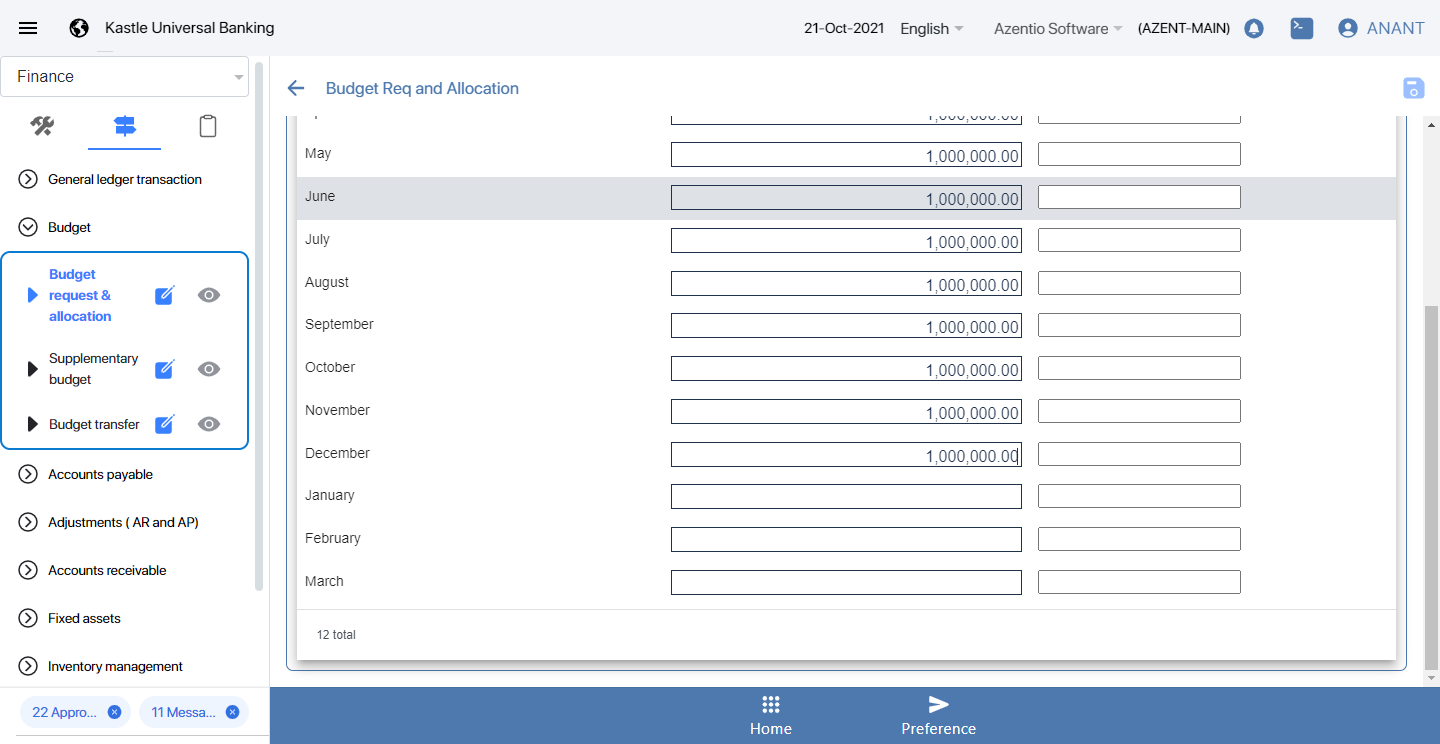 Kastle Universal Banking
21-Oct-2021
English
Azentio Software
(AZENT-MAIN)
ANANT
Finance
Budget Req and Allocation
General ledger transaction
Budget
Budget
request &
allocation
Supplementary
budget
Budget transfer
Accounts payable
Adjustments ( AR and AP)
Accounts receivable
Fixed assets
Inventory management
22 Appro...
11 Messa...
1,000,000.00
May 1,000,000.00
June 1,000,000.00
July 1,000,000.00
August 1,000,000.00
September 1,000,000.00
October 1,000,000.00
November 1,000,000.00
December 1,000,000.00
January
February
March
12 total
Home
Preference